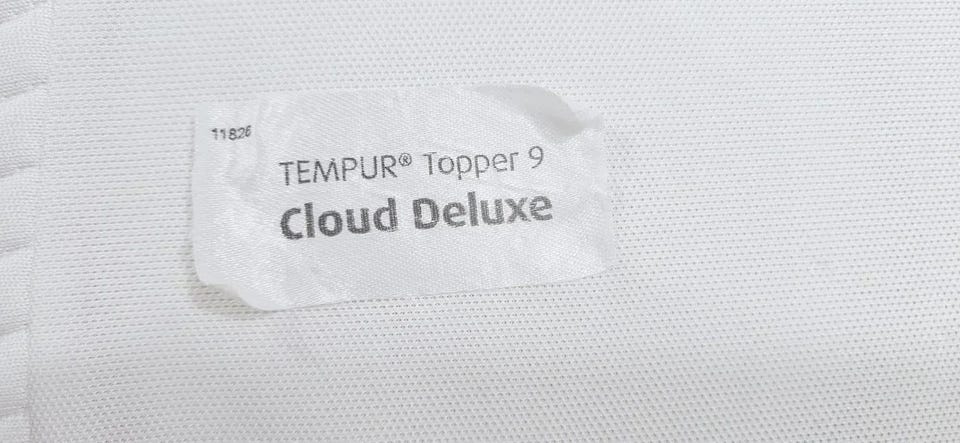 11826
TEMPUR® Topper 9
Cloud Deluxe